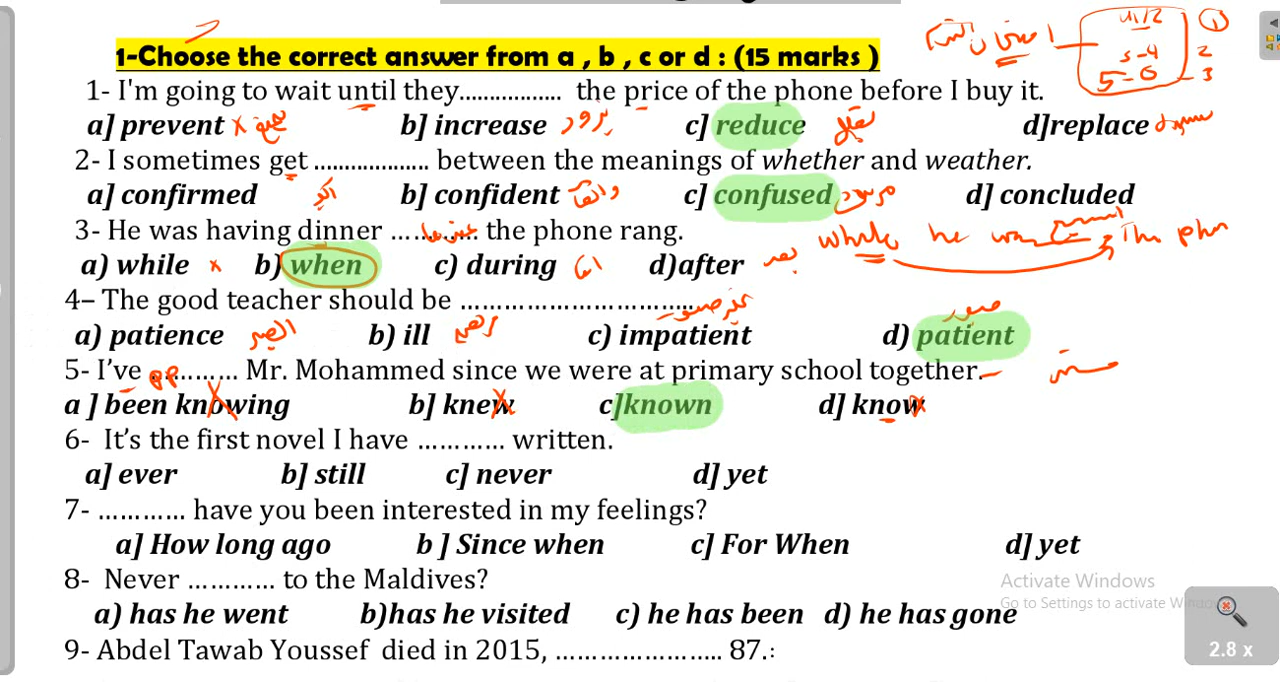 1-Choose the correct answer from a , b , c or d : (15 marks )
1- I'm going to wait until they................. the price of the phone before I buy it.
a] prevent b] increase c] reduce d]replace
2- I sometimes get ................... between the meanings of whether and weather.
a] confirmed b] confident c] confused d] concluded
3- He was having dinner ………… the phone rang.
while he was The
a) while b) when c) during d)after
بعد
4– The good teacher should be ……………………………..
a) patience b) ill c) impatient d) patient
الصبر
5- I’ve ………… Mr. Mohammed since we were at primary school together.
a ] been knowing b] knew c]known d] know
6- It’s the first novel I have ………… written.
a] ever b] still c] never d] yet
7- ………… have you been interested in my feelings?
a] How long ago b ] Since when c] For When d] yet
8- Never ………… to the Maldives?
Activate Windows
Go to Settings to activate W
a) has he went b)has he visited c) he has been d) he has gone
9- Abdel Tawab Youssef died in 2015, ………………….. 87.:
2.8 x